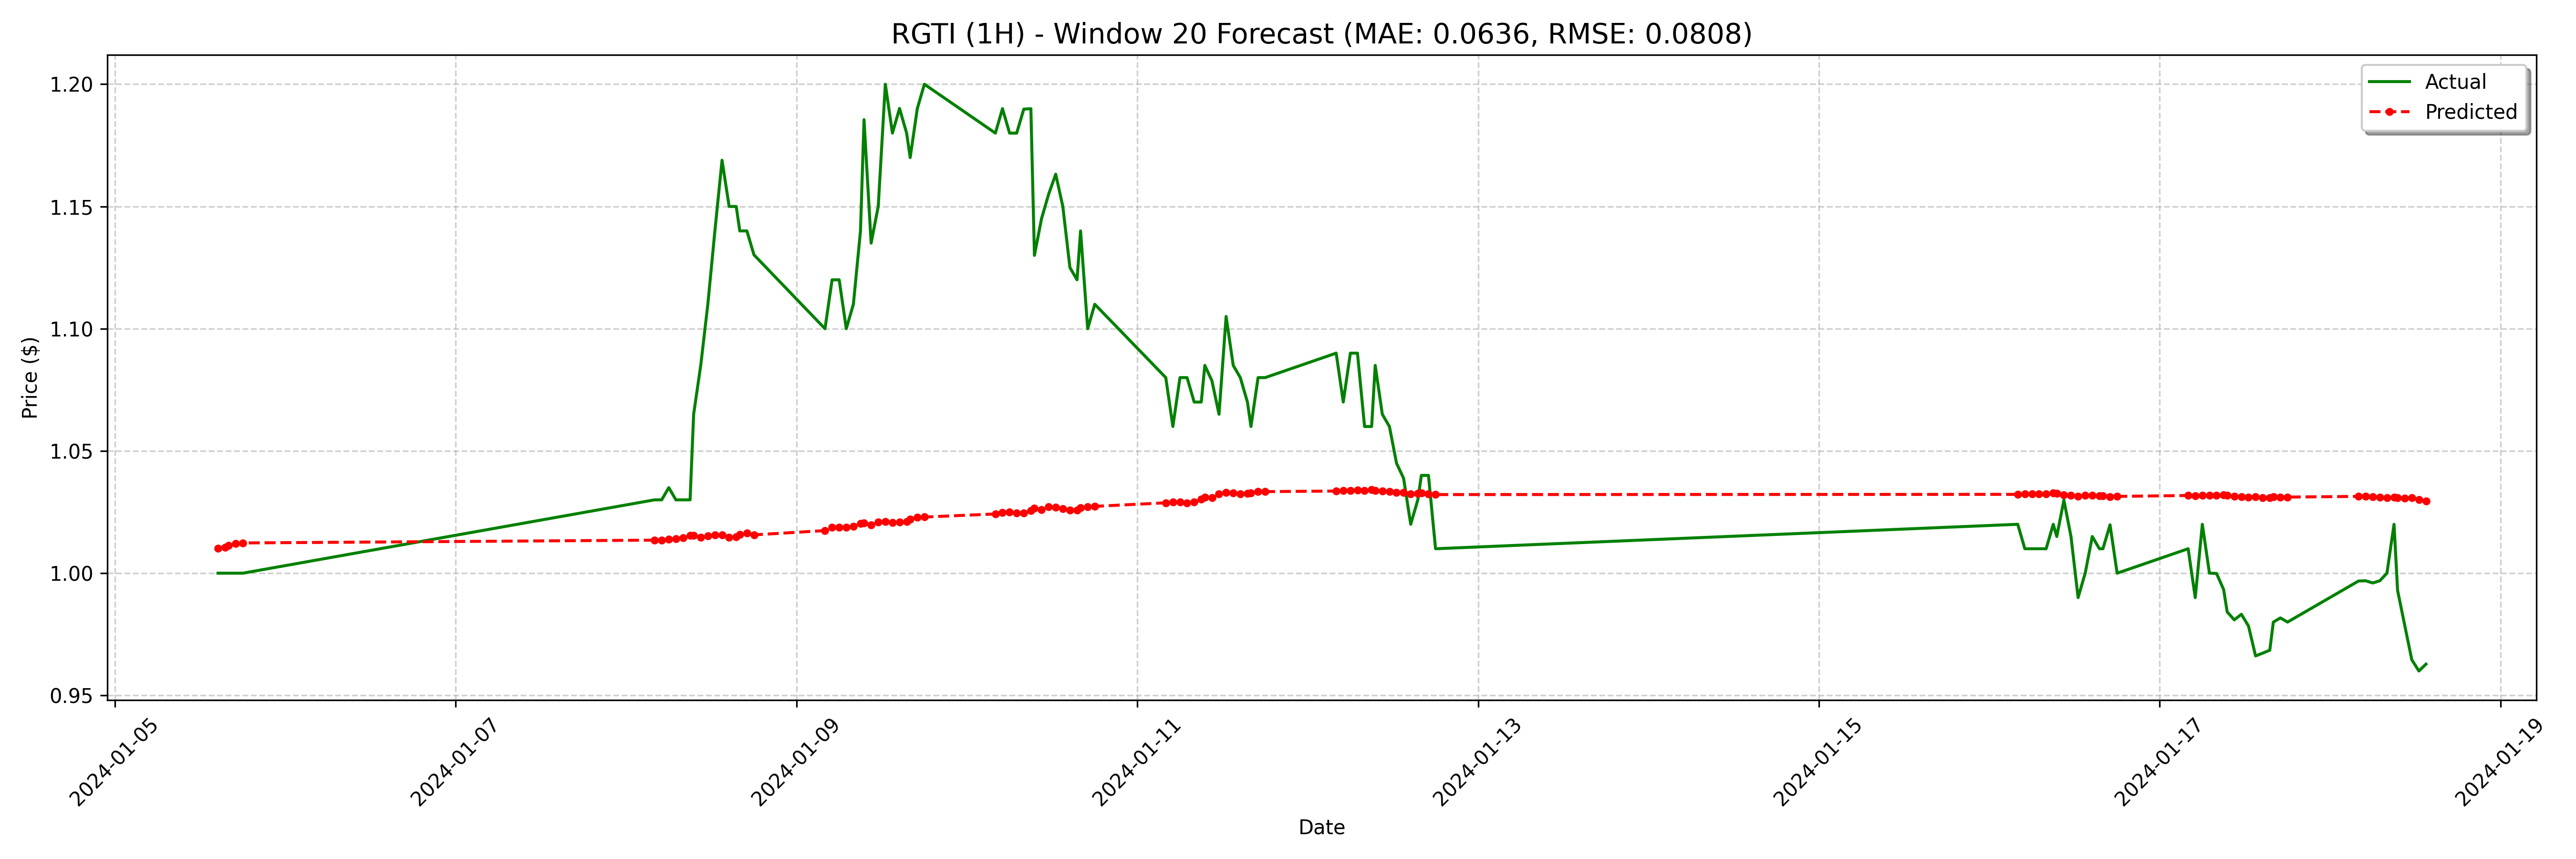 RGTI (1H) - Window 20 Forecast (MAE: 0.0636, RMSE: 0.0808)
Actual
Predicted
Price ($)
1.20
1.15
1.10
1.05
1.00
0.95
2024-01-05
2024-01-07
2024-01-09
2024-01-11
2024-01-13
2024-01-15
2024-01-17
2024-01-19
Date